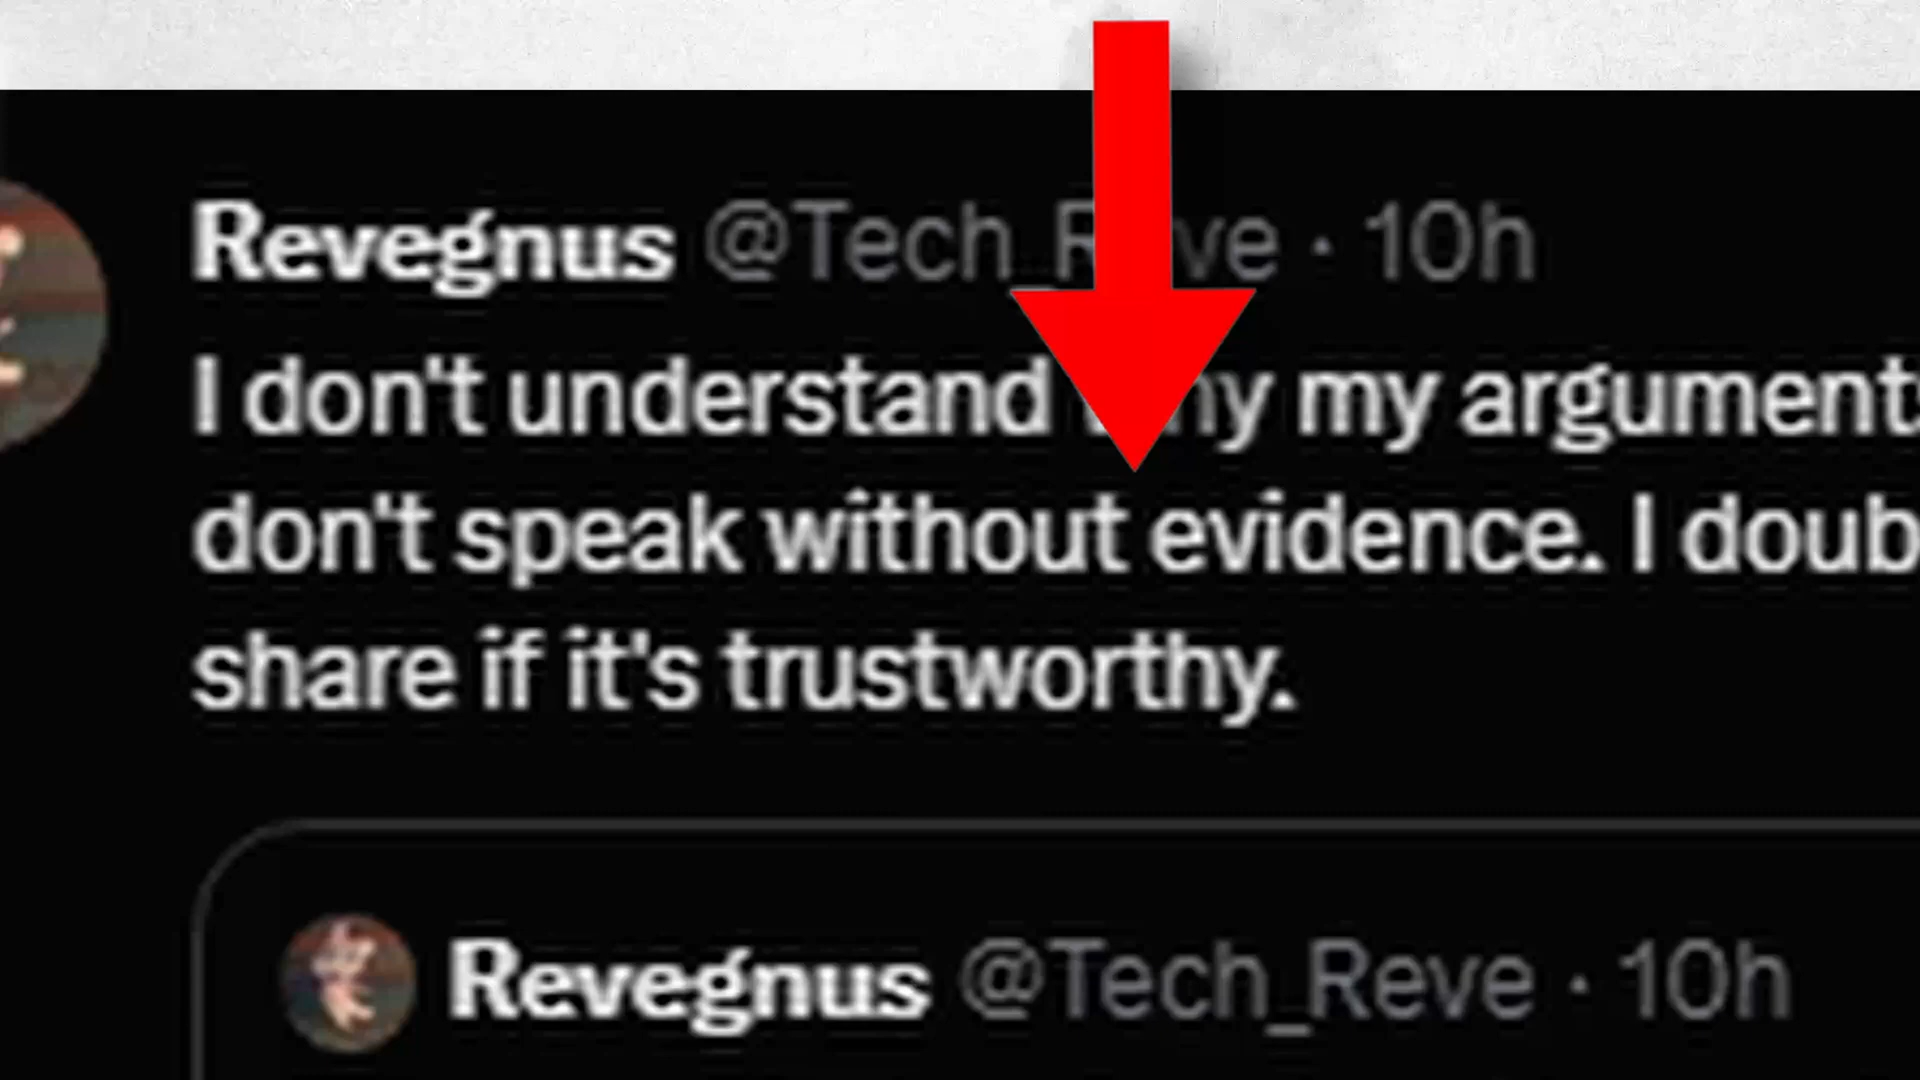 Revegnus @Tech_Reve · 10h
I don't understand my argument
don't speak without evidence. I doub
share if it's trustworthy.
Revegnus @Tech_Reve · 10h